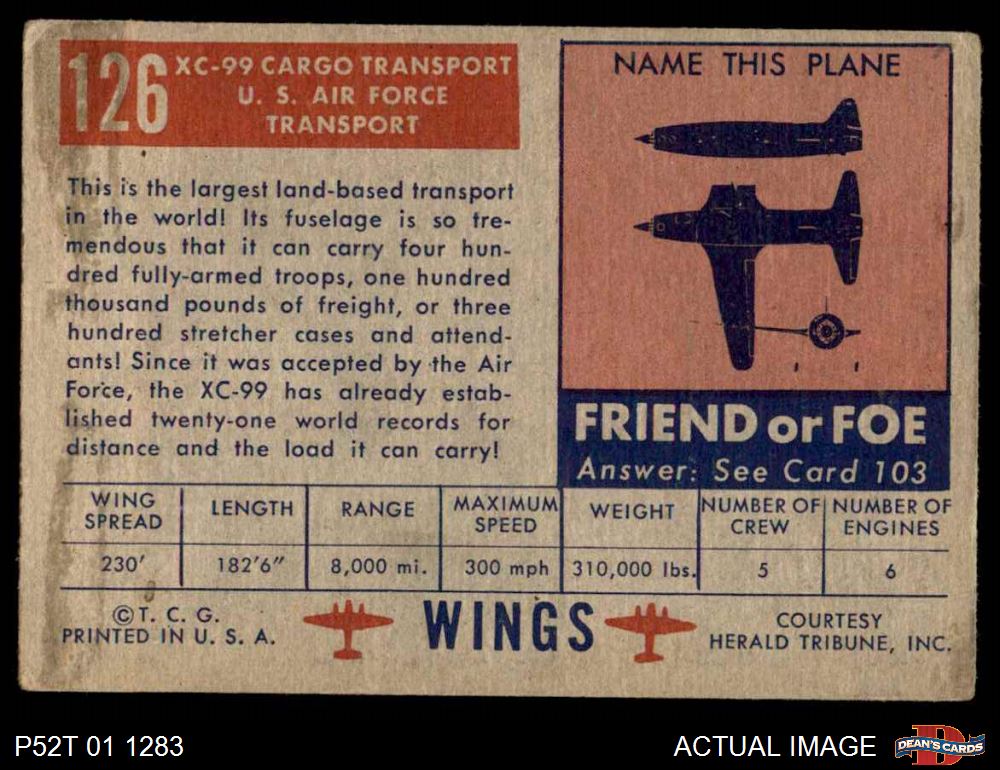 126
XC-99 CARGO TRANSPORT
U. S. AIR FORCE
TRANSPORT
This is the largest land-based transport
in the world! Its fuselage is so tre-
mendous that it can carry four hun-
dred fully-armed troops, one hundred
thousand pounds of freight, or three
hundred stretcher cases and attend-
ants! Since it was accepted by the Air
Force, the XC-99 has already estab-
lished twenty-one world records for
distance and the load it can carry!
NAME THIS PLANE
FRIEND or FOE
Answer: See Card 103
WING SPREAD LENGTH RANGE MAXIMUM SPEED WEIGHT NUMBER OF CREW NUMBER OF ENGINES
230' 182'6" 8,000 mi. 300 mph 310,000 lbs. 5 6
©T. C. G.
PRINTED IN U. S. A.
WINGS
COURTESY
HERALD TRIBUNE, INC.
P52T 01 1283
ACTUAL IMAGE
D
DEAN'S CARDS